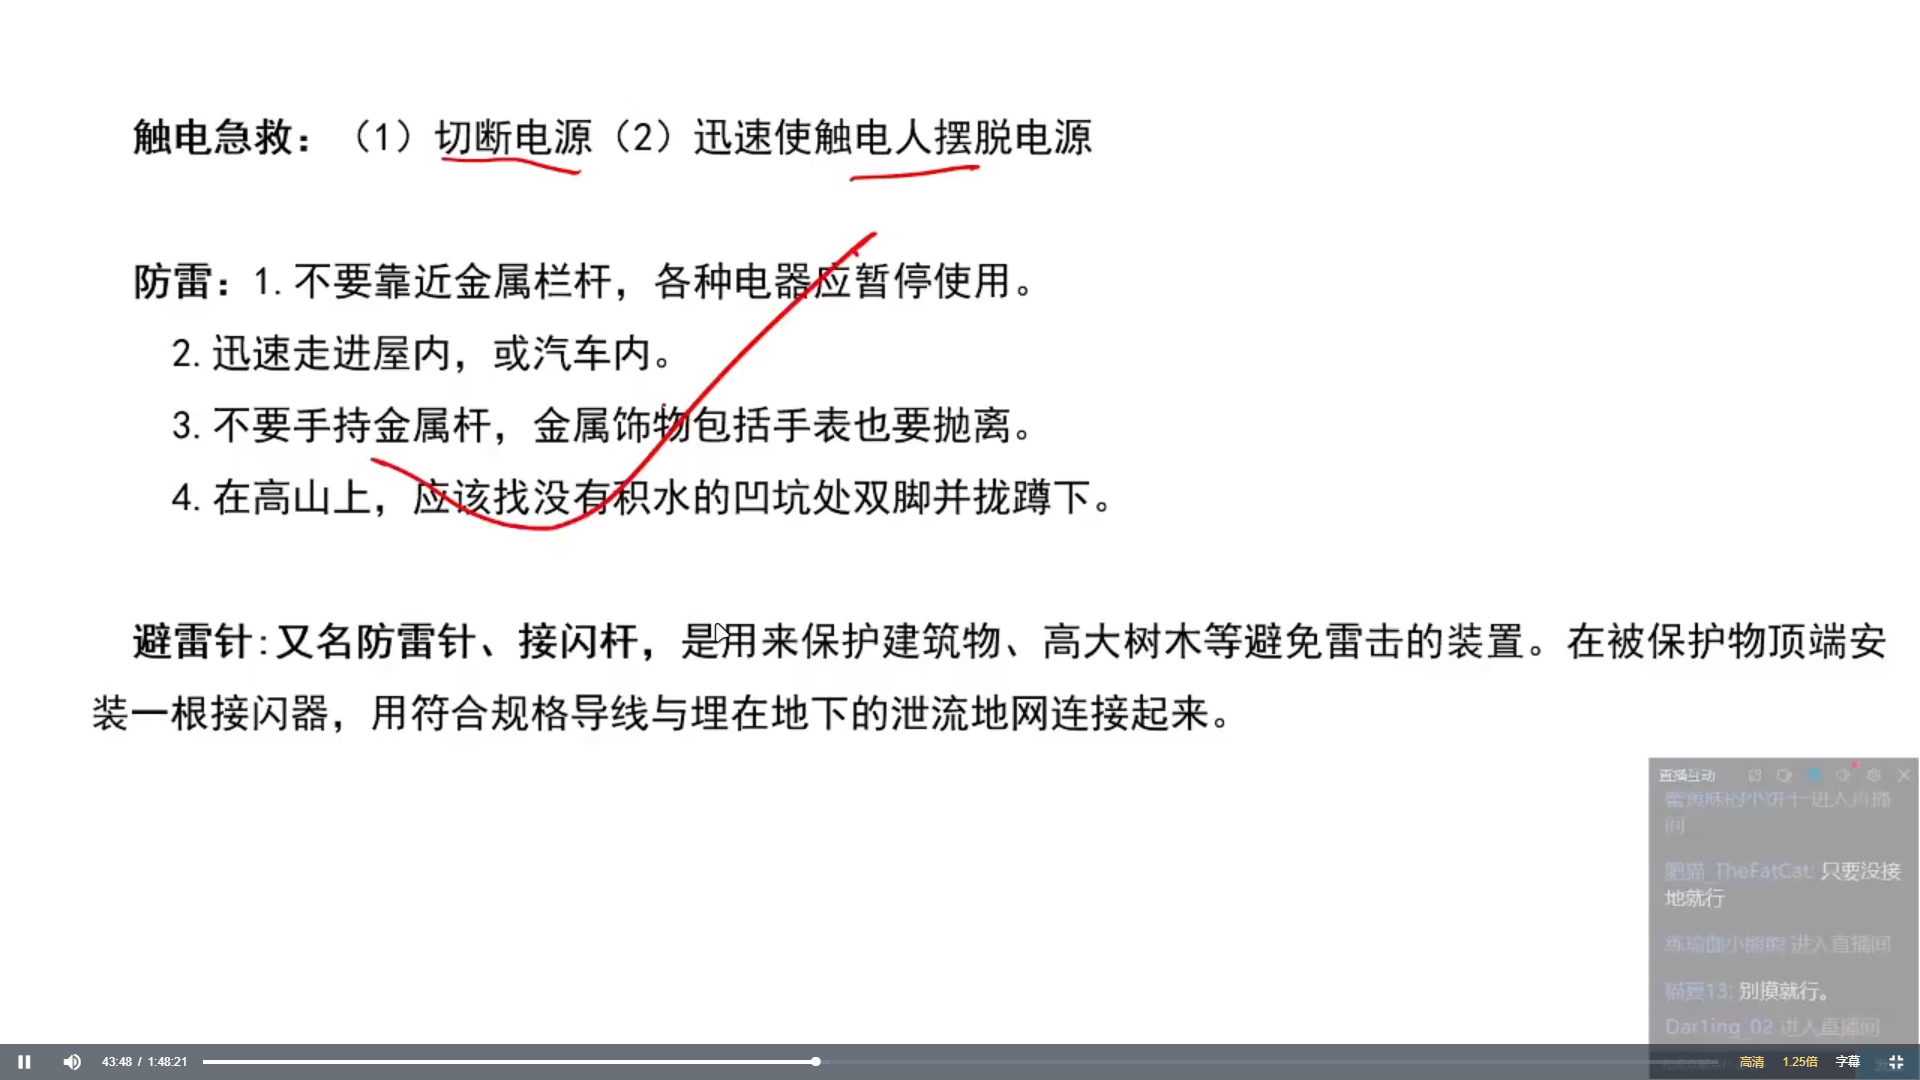 触电急救：（1）切断电源（2）迅速使触电人摆脱电源
防雷：1.不要靠近金属栏杆，各种电器应暂停使用。
2.迅速走进屋内，或汽车内。
3.不要手持金属杆，金属饰物包括手表也要抛离。
4.在高山上，应该找没有积水的凹坑处双脚并拢蹲下。
避雷针:又名防雷针、接闪杆，是用来保护建筑物、高大树木等避免雷击的装置。在被保护物顶端安
装一根接闪器，用符合规格导线与埋在地下的泄流地网连接起来。
直播互动
进入直播
间
肥猫_TheFatCat: 只要没接
地就行
练瑜伽小熊熊 进入直播间
13: 别摸就行。
Dar1ing_02 进入直播间
43:48 / 1:48:21
高清 1.25倍 字幕